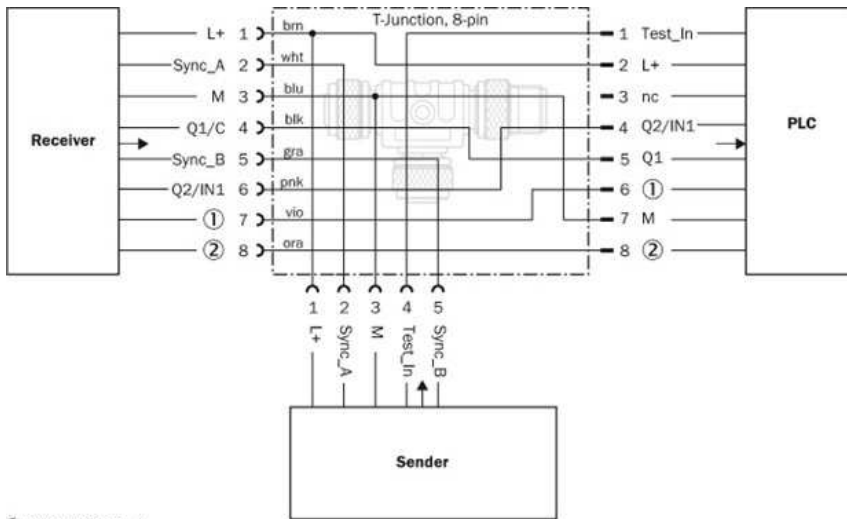 T-Junction, 8-pin
L+ 1 brn
Sync_A 2 wht
M 3 blu
Q1/C 4 blk
Sync_B 5 gra
Q2/IN1 6 pnk
① 7 vio
② 8 ora
Receiver
1 Test_In
2 L+
3 nc
4 Q2/IN1
5 Q1
6 ①
7 M
8 ②
PLC
1 2 3 4 5
L+ Sync_A M Test_In Sync_B
Sender